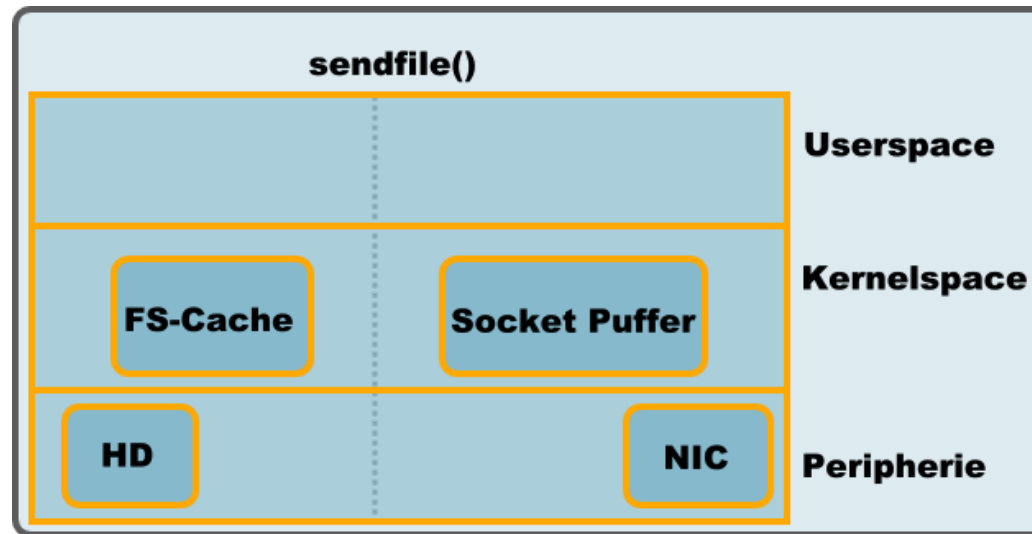 sendfile()
Userspace
Kernelspace
FS-Cache
Socket Puffer
HD
NIC
Peripherie